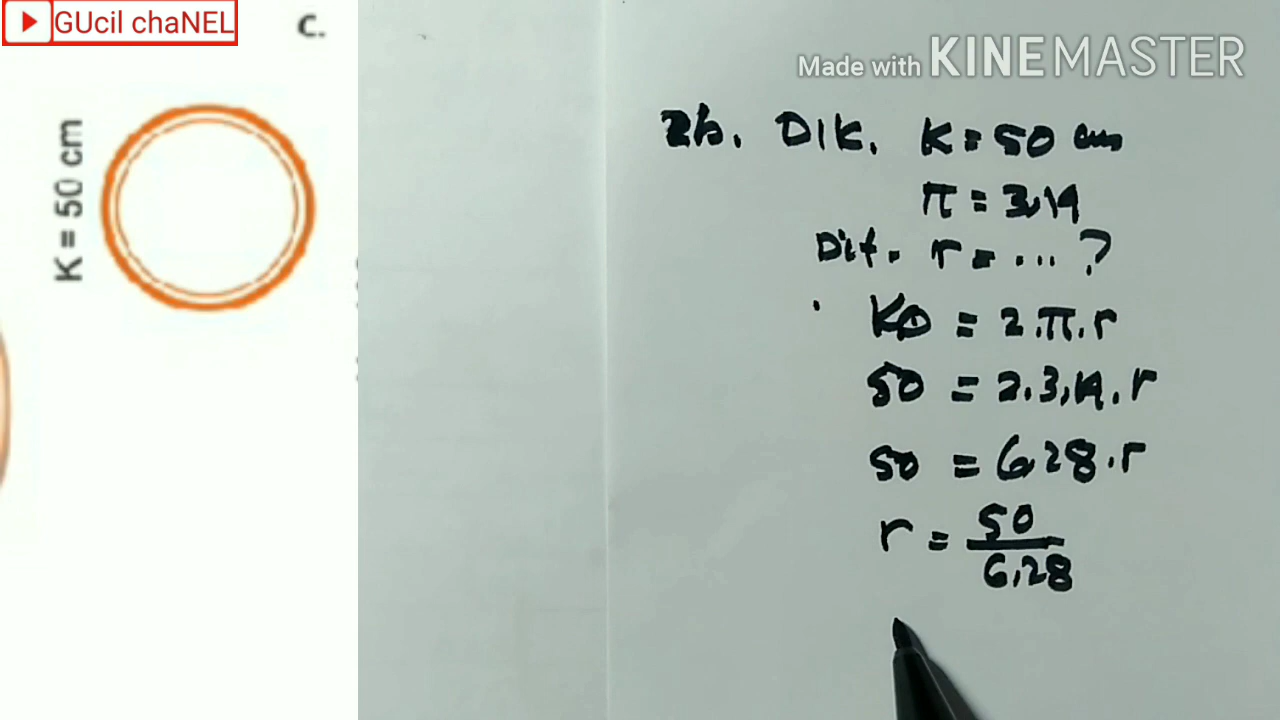 GUcil chaNEL
C.
K = 50 cm
Made with KINEMASTER
2b. DIK. K = 50 cm
π = 3,14
Dit. r = ... ?
KO = 2.π.r
50 = 2.3,14.r
50 = 6,28.r
r = 50
6,28